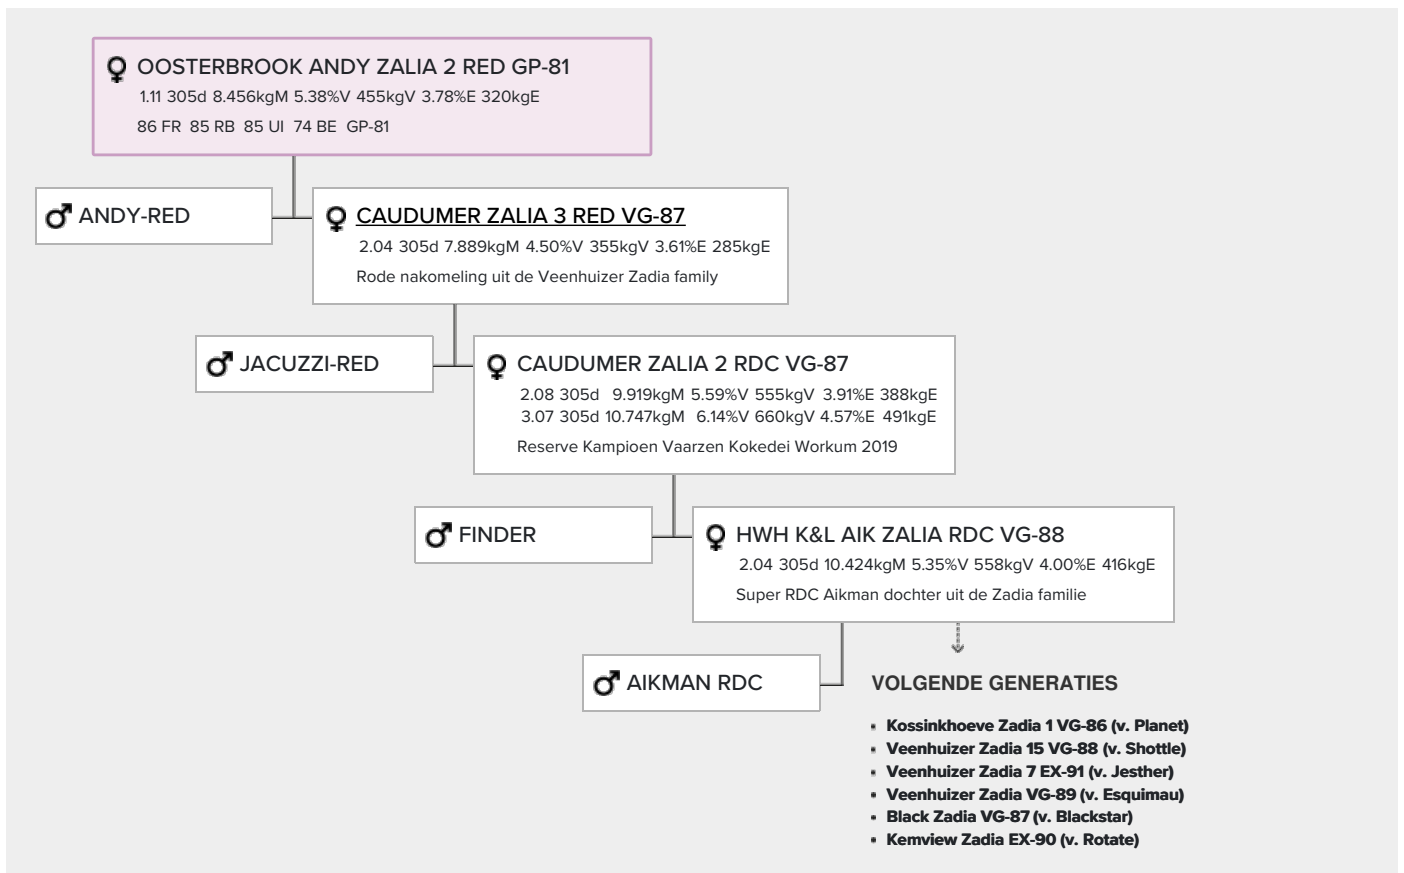 OOSTERBROOK ANDY ZALIA 2 RED GP-81
1.11 305d 8.456kgM 5.38%V 455kgV 3.78%E 320kgE
86 FR 85 RB 85 UI 74 BE GP-81
ANDY-RED
CAUDUMER ZALIA 3 RED VG-87
2.04 305d 7.889kgM 4.50%V 355kgV 3.61%E 285kgE
Rode nakomeling uit de Veenhuizer Zadia family
JACUZZI-RED
CAUDUMER ZALIA 2 RDC VG-87
2.08 305d 9.919kgM 5.59%V 555kgV 3.91%E 388kgE
3.07 305d 10.747kgM 6.14%V 660kgV 4.57%E 491kgE
Reserve Kampioen Vaarzen Kokedei Workum 2019
FINDER
HWH K&L AIK ZALIA RDC VG-88
2.04 305d 10.424kgM 5.35%V 558kgV 4.00%E 416kgE
Super RDC Aikman dochter uit de Zadia familie
AIKMAN RDC
VOLGENDE GENERATIES
Kossinkhoeve Zadia 1 VG-86 (v. Planet)
Veenhuizer Zadia 15 VG-88 (v. Shottle)
Veenhuizer Zadia 7 EX-91 (v. Jesther)
Veenhuizer Zadia VG-89 (v. Esquimau)
Black Zadia VG-87 (v. Blackstar)
Kemview Zadia EX-90 (v. Rotate)